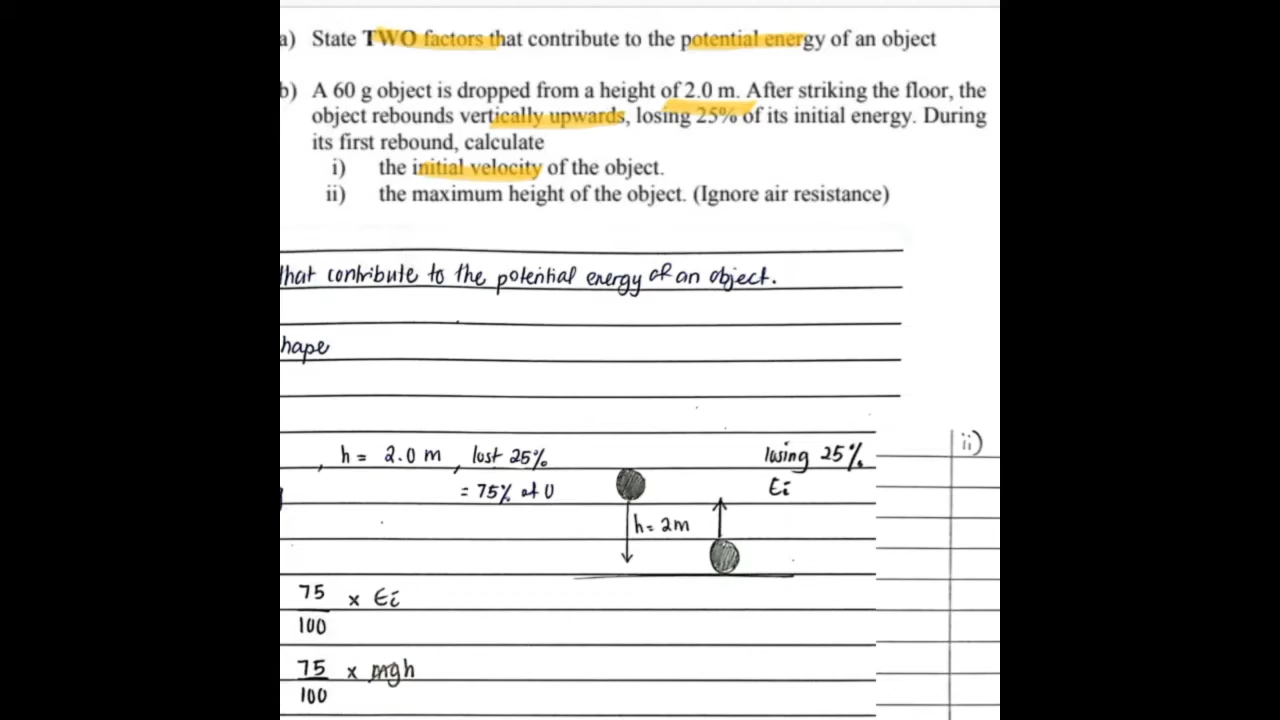 a) State TWO factors that contribute to the potential energy of an object
b) A 60 g object is dropped from a height of 2.0 m. After striking the floor, the
object rebounds vertically upwards, losing 25% of its initial energy. During
its first rebound, calculate
i) the initial velocity of the object.
ii) the maximum height of the object. (Ignore air resistance)
that contribute to the potential energy of an object.
hape
, h = 2.0 m , lost 25%
= 75% of U
losing 25%
Ei
h = 2m
ii)
75/100 × Ei
75/100 × mgh